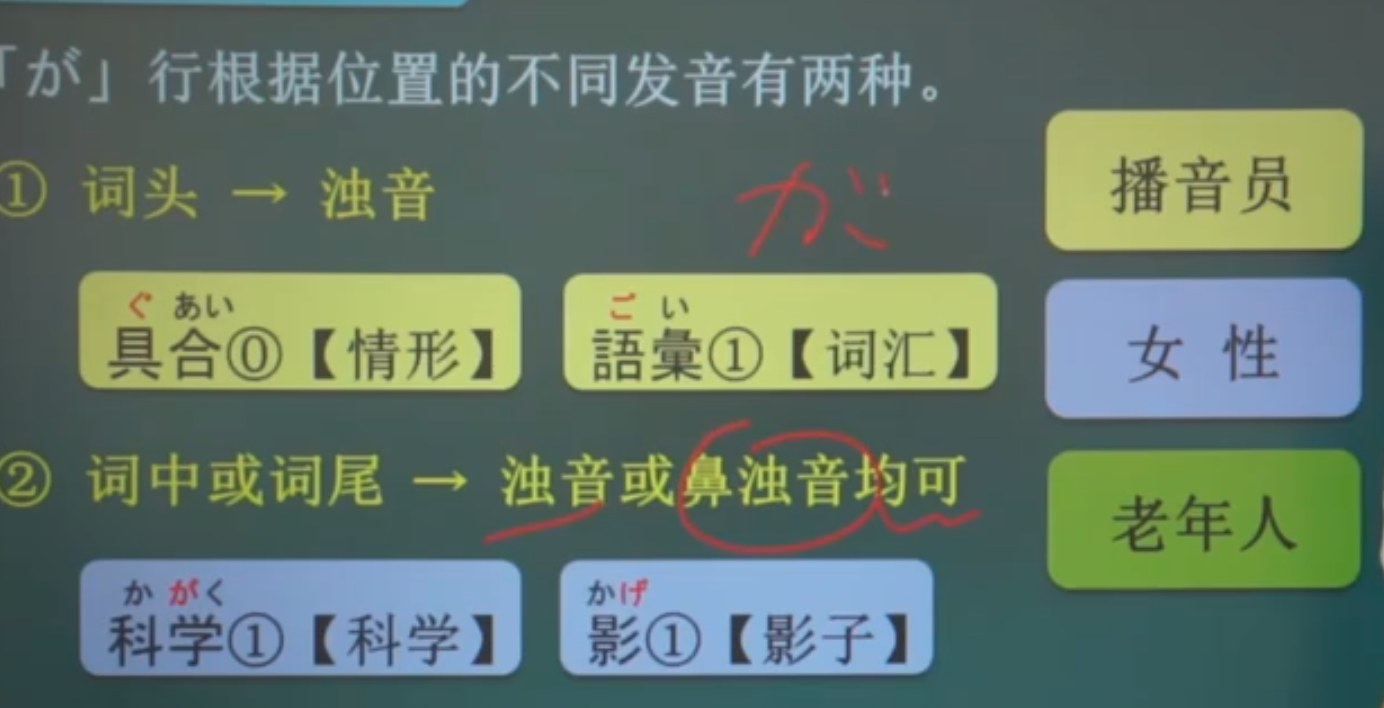 「が」行根据位置的不同发音有两种。
① 词头 → 浊音
が
播音员
ぐ あい
具合⓪【情形】
ご い
語彙①【词汇】
女 性
② 词中或词尾 → 浊音或鼻浊音均可
老年人
か が く
科学①【科学】
かげ
影①【影子】